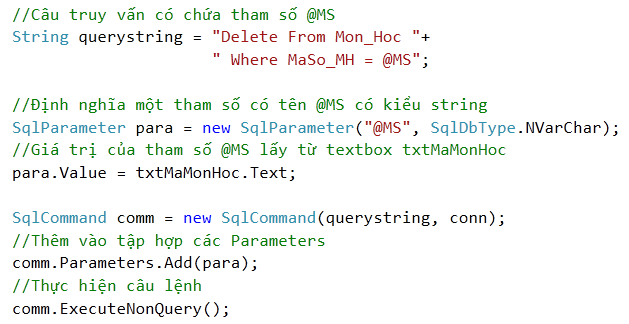 //Câu truy vấn có chứa tham số @MS
String querystring = "Delete From Mon_Hoc "+
" Where MaSo_MH = @MS";
//Định nghĩa một tham số có tên @MS có kiểu string
SqlParameter para = new SqlParameter("@MS", SqlDbType.NVarChar);
//Giá trị của tham số @MS lấy từ textbox txtMaMonHoc
para.Value = txtMaMonHoc.Text;
SqlCommand comm = new SqlCommand(querystring, conn);
//Thêm vào tập hợp các Parameters
comm.Parameters.Add(para);
//Thực hiện câu lệnh
comm.ExecuteNonQuery();